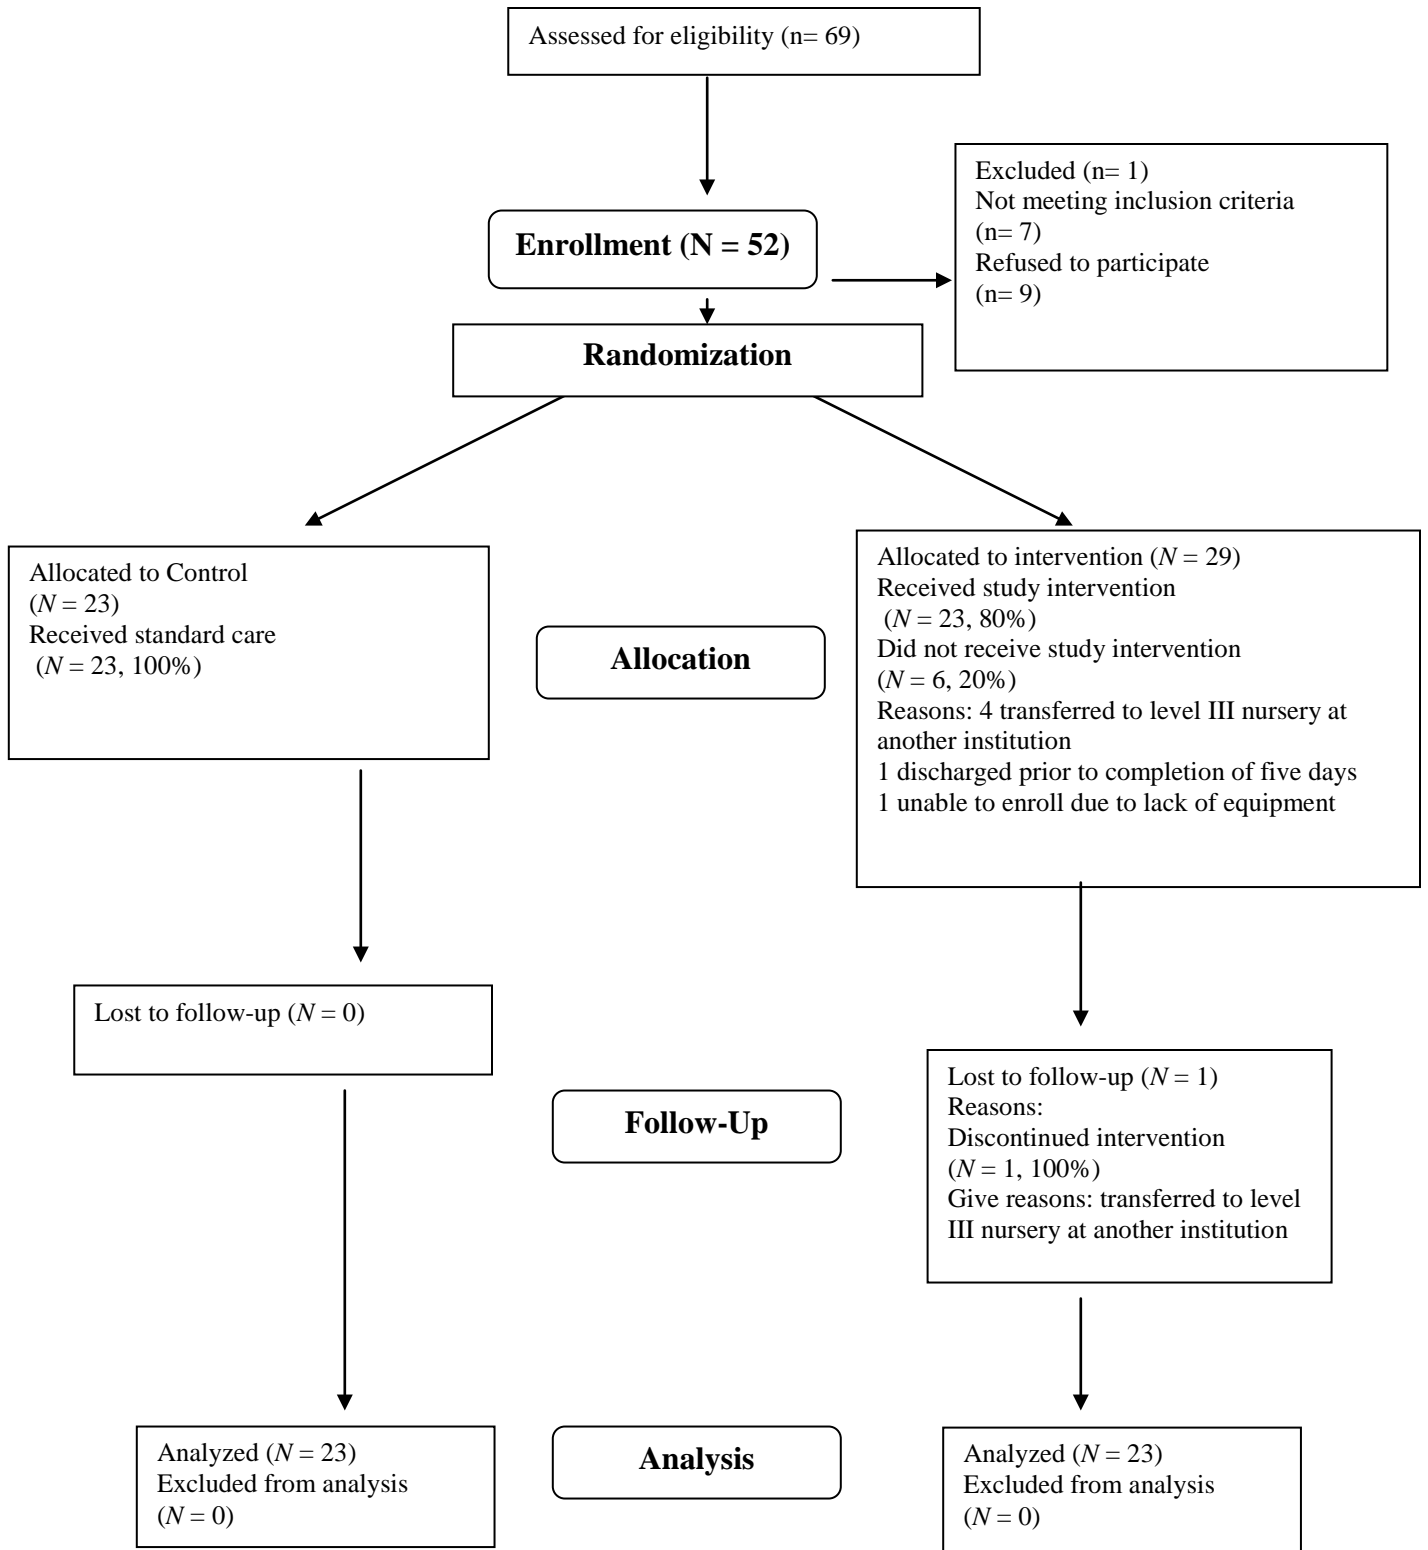 Assessed for eligibility (n= 69)
Excluded (n= 1)
Not meeting inclusion criteria
(n= 7)
Refused to participate
(n= 9)
Enrollment (N = 52)
Randomization
Allocated to Control
(N = 23)
Received standard care
(N = 23, 100%)
Allocated to intervention (N = 29)
Received study intervention
(N = 23, 80%)
Did not receive study intervention
(N = 6, 20%)
Reasons: 4 transferred to level III nursery at
another institution
1 discharged prior to completion of five days
1 unable to enroll due to lack of equipment
Allocation
Lost to follow-up (N = 0)
Lost to follow-up (N = 1)
Reasons:
Discontinued intervention
(N = 1, 100%)
Give reasons: transferred to level
III nursery at another institution
Follow-Up
Analyzed (N = 23)
Excluded from analysis
(N = 0)
Analysis
Analyzed (N = 23)
Excluded from analysis
(N = 0)